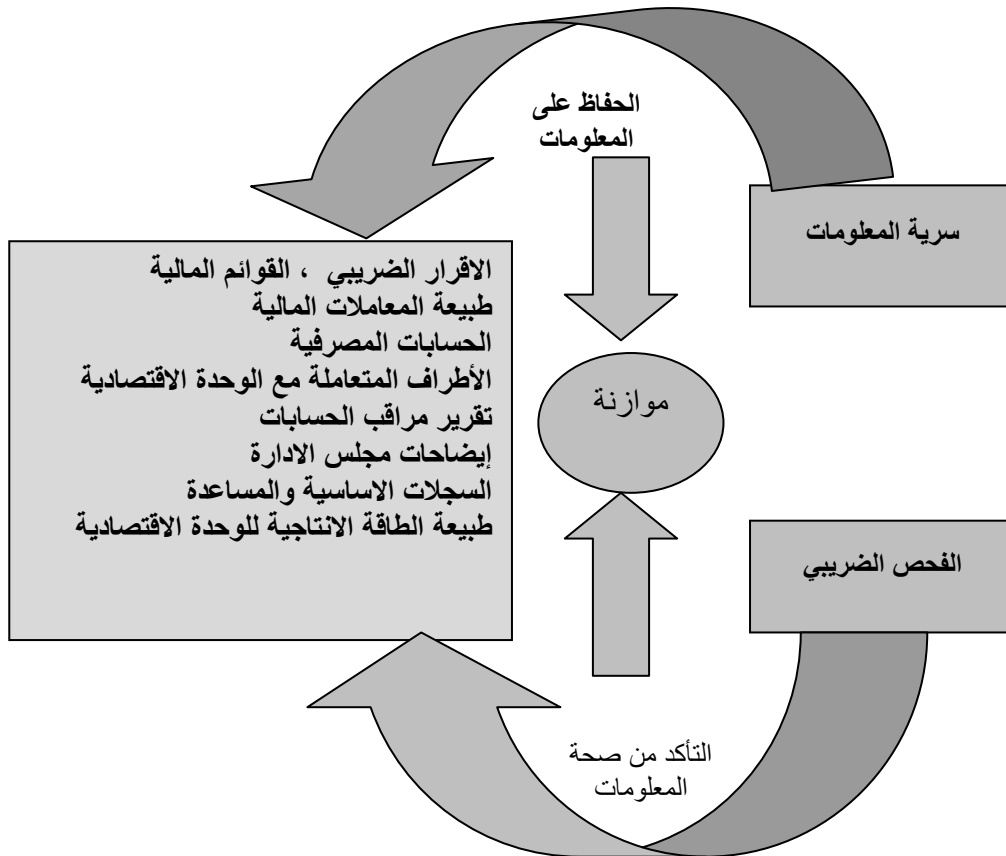 الحفاظ على
المعلومات
سرية المعلومات
الاقرار الضريبي ، القوائم المالية
طبيعة المعاملات المالية
الحسابات المصرفية
الأطراف المتعاملة مع الوحدة الاقتصادية
تقرير مراقب الحسابات
إيضاحات مجلس الادارة
السجلات الاساسية والمساعدة
طبيعة الطاقة الانتاجية للوحدة الاقتصادية
موازنة
الفحص الضريبي
التأكد من صحة
المعلومات